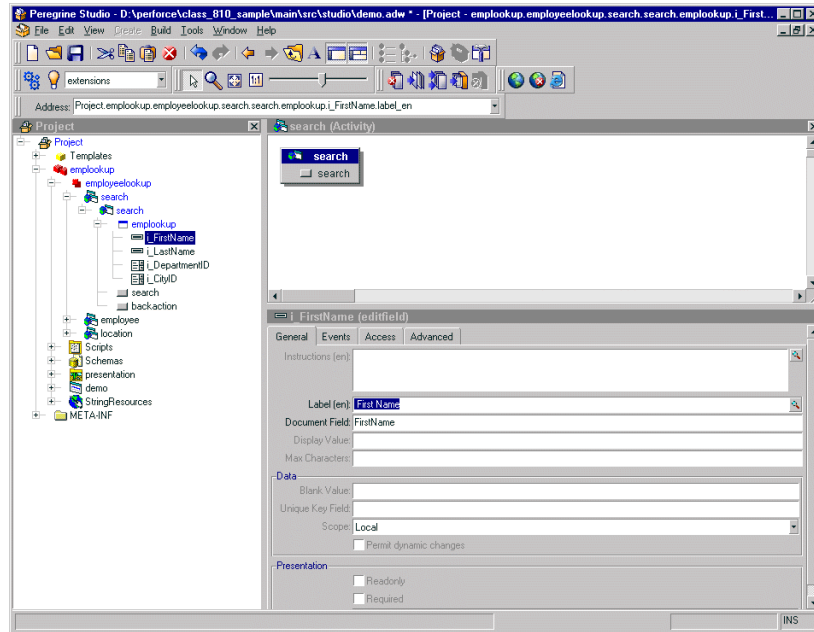 Peregrine Studio - D:\perforce\class_810_sample\main\src\studio\demo.adw * - [Project - emplookup.employeelookup.search.search.emplookup.i_First...
File Edit View Create Build Tools Window Help
extensions
Address: Project.emplookup.employeelookup.search.search.emplookup.i_FirstName.label_en
Project
Project
Templates
emplookup
employeelookup
search
search
emplookup
i_FirstName
i_LastName
i_DepartmentID
i_CityID
search
backaction
employee
location
Scripts
Schemas
presentation
demo
StringResources
META-INF
search (Activity)
search
search
i_FirstName (editfield)
General Events Access Advanced
Instructions (en):
Label (en): First Name
Document Field: FirstName
Display Value:
Max Characters:
Data
Blank Value:
Unique Key Field:
Scope: Local
Permit dynamic changes
Presentation
Readonly
Required
INS